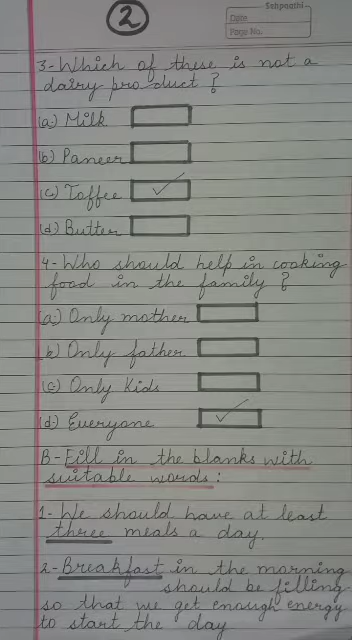 2
Sahpaathi
Date
Page No.
3- Which of these is not a
dairy product ?
(a) Milk
(b) Paneer
(c) Toffee ✓
(d) Butter
4- Who should help in cooking
food in the family ?
(a) Only mother
(b) Only father
(c) Only Kids
(d) Everyone ✓
B- Fill in the blanks with
suitable words:
1- We should have at least
three meals a day.
2- Breakfast in the morning
should be filling
so that we get enough energy
to start the day